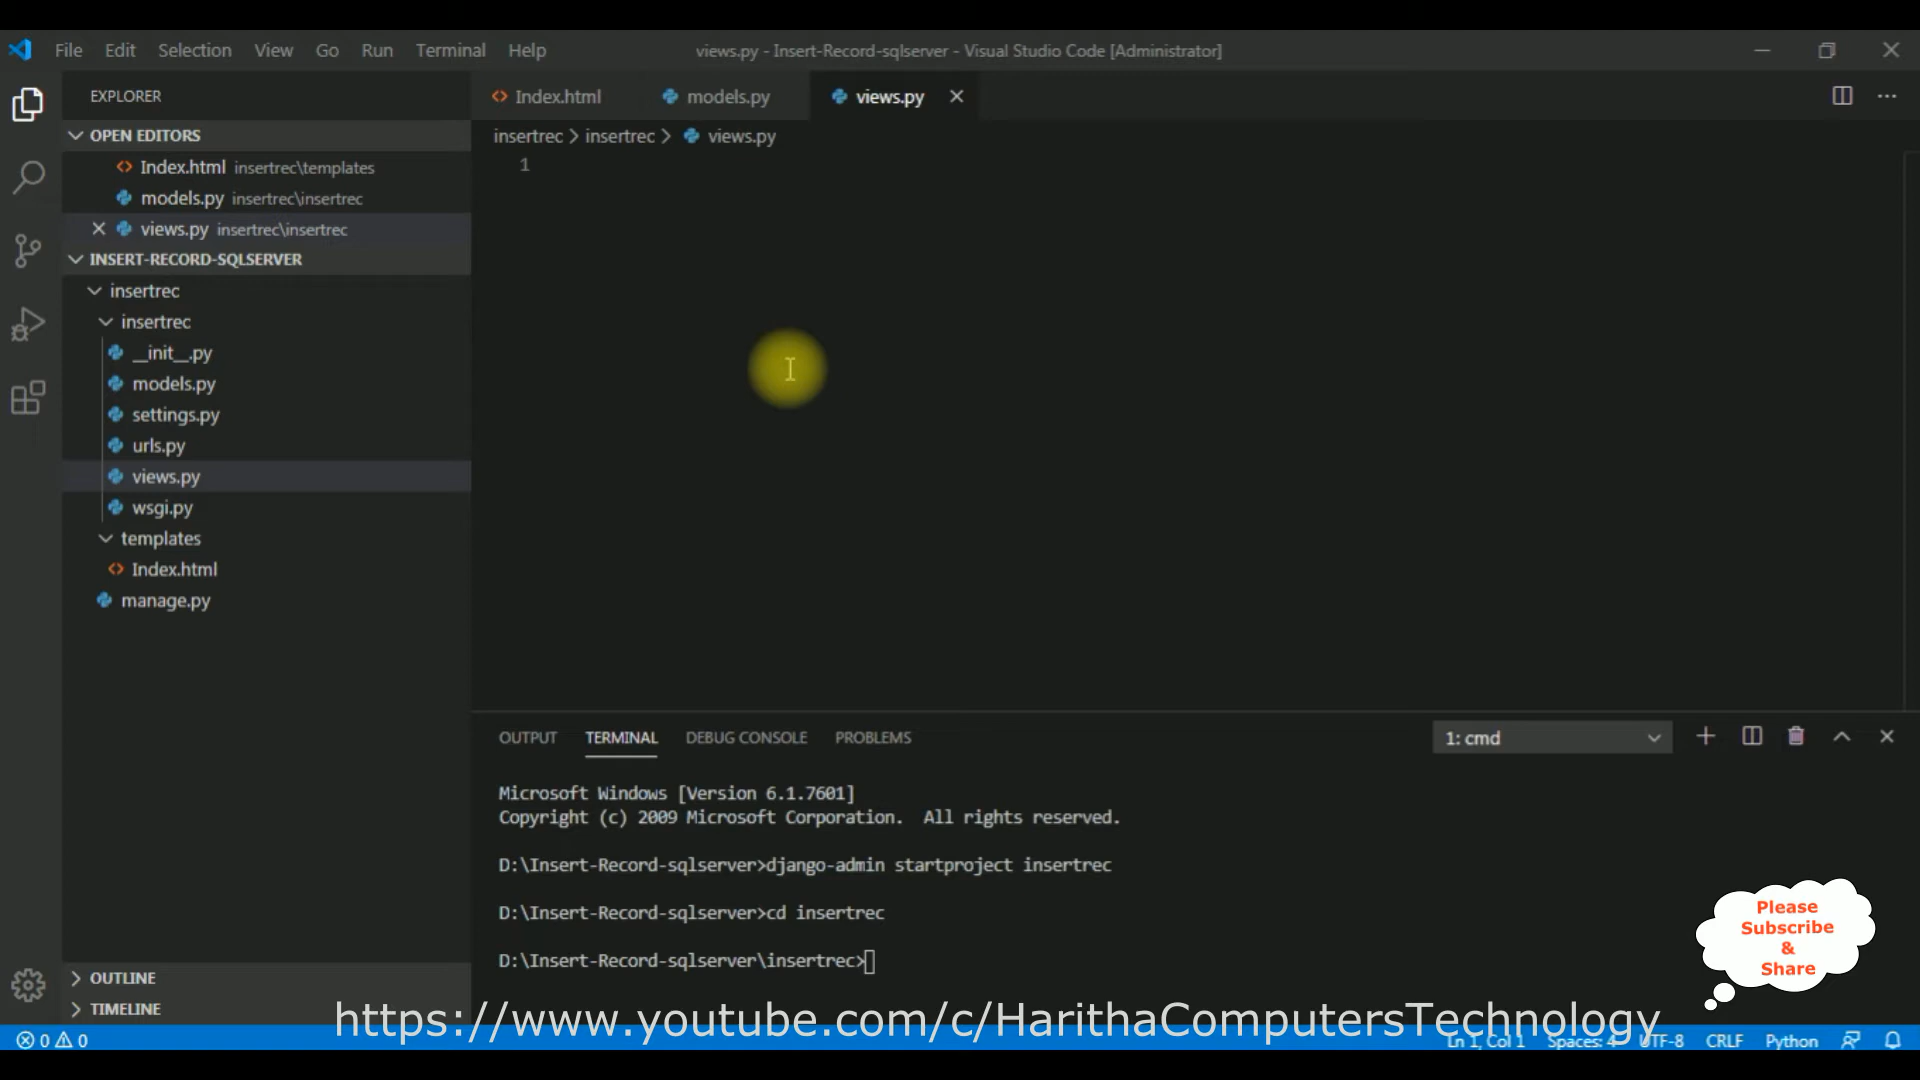 File Edit Selection View Go Run Terminal Help
views.py - Insert-Record-sqlserver - Visual Studio Code [Administrator]
EXPLORER
OPEN EDITORS
Index.html insertrec\templates
models.py insertrec\insertrec
views.py insertrec\insertrec
INSERT-RECORD-SQLSERVER
insertrec
insertrec
__init__.py
models.py
settings.py
urls.py
views.py
wsgi.py
templates
Index.html
manage.py
OUTLINE
TIMELINE
Index.html models.py views.py
insertrec > insertrec > views.py
1
OUTPUT TERMINAL DEBUG CONSOLE PROBLEMS
1: cmd
Microsoft Windows [Version 6.1.7601]
Copyright (c) 2009 Microsoft Corporation.  All rights reserved.
D:\Insert-Record-sqlserver>django-admin startproject insertrec
D:\Insert-Record-sqlserver>cd insertrec
D:\Insert-Record-sqlserver\insertrec>
Please
Subscribe
&
Share
https://www.youtube.com/c/HarithaComputersTechnology
0 0
Ln 1, Col 1 Spaces: 4 UTF-8 CRLF Python